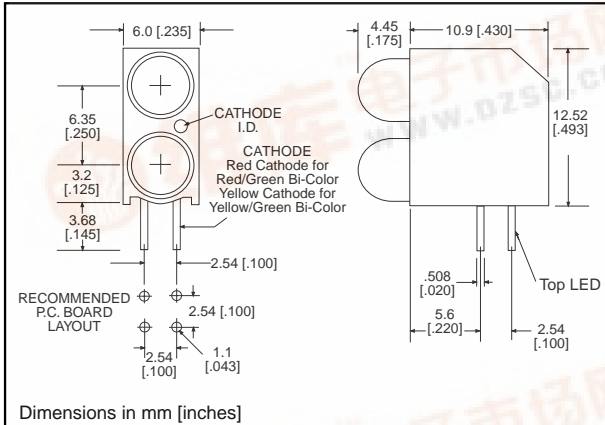 6.0 [.235]
4.45
[.175]
10.9 [.430]
6.35
[.250]
CATHODE
I.D.
CATHODE
Red Cathode for
Red/Green Bi-Color
Yellow Cathode for
Yellow/Green Bi-Color
3.2
[.125]
3.68
[.145]
2.54 [.100]
RECOMMENDED
P.C. BOARD
LAYOUT
2.54 [.100]
2.54
[.100]
1.1
[.043]
12.52
[.493]
.508
[.020]
Top LED
5.6
[.220]
2.54
[.100]
Dimensions in mm [inches]